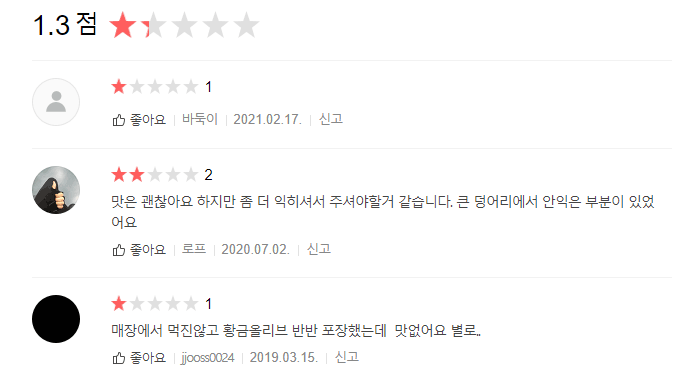 1.3 점
1
좋아요 바둑이 2021.02.17. 신고
2
맛은 괜찮아요 하지만 좀 더 익히셔서 주셔야할거 같습니다. 큰 덩어리에서 안익은 부분이 있었
어요
좋아요 로프 2020.07.02. 신고
1
매장에서 먹진않고 황금올리브 반반 포장했는데 맛없어요 별로..
좋아요 jjooss0024 2019.03.15. 신고